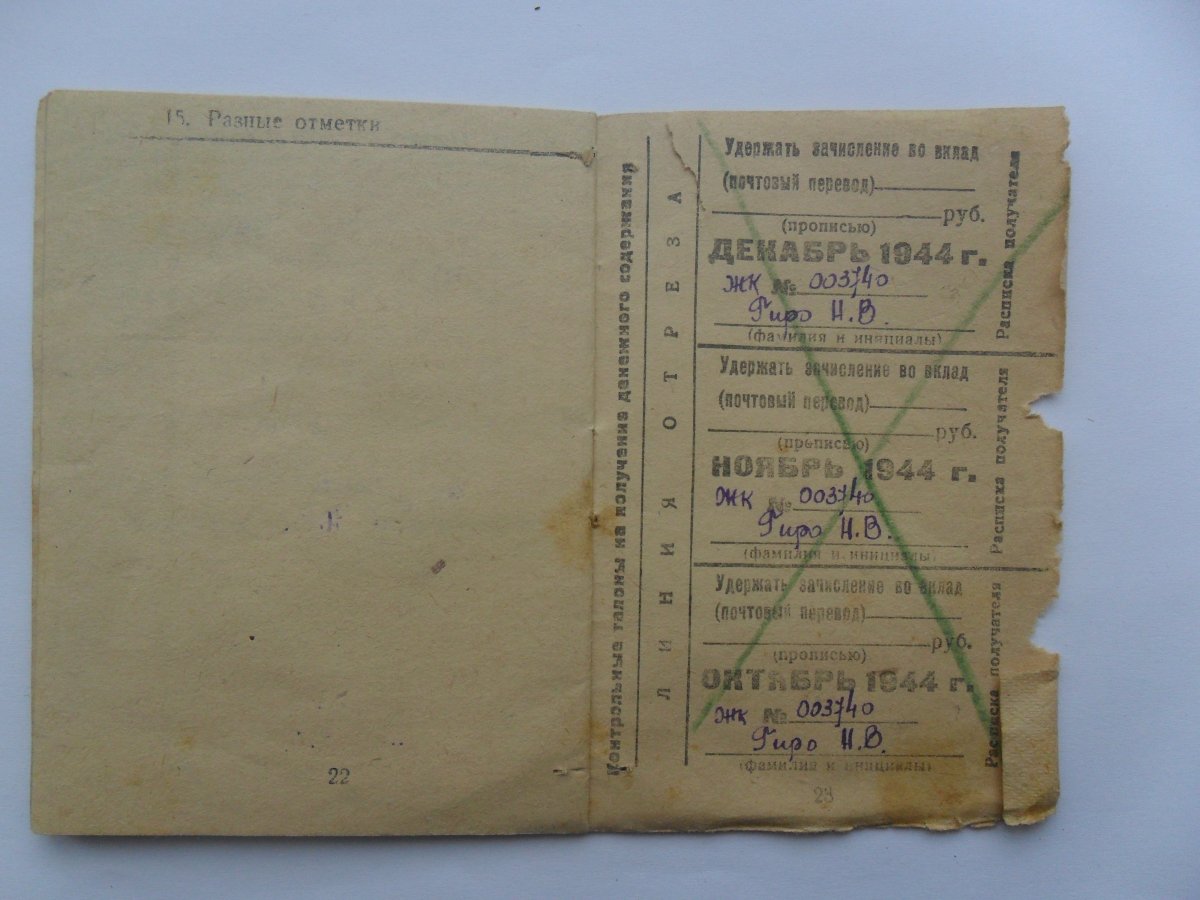 15. Разные отметки
22
Контрольные талоны на получение денежного содержания
ЛИНИЯ ОТРЕЗА
Удержать зачисление во вклад
(почтовый перевод)
руб.
(прописью)
ДЕКАБРЬ 1944 г.
ЖК № 003740
Гиро Н.В.
(фамилия и инициалы)
Расписка получателя
Удержать зачисление во вклад
(почтовый перевод)
руб.
(прописью)
НОЯБРЬ 1944 г.
ЖК № 003740
Гиро Н.В.
(фамилия и инициалы)
Расписка получателя
Удержать зачисление во вклад
(почтовый перевод)
руб.
(прописью)
ОКТЯБРЬ 1944 г.
ЖК № 003740
Гиро Н.В.
(фамилия и инициалы)
Расписка получателя
23